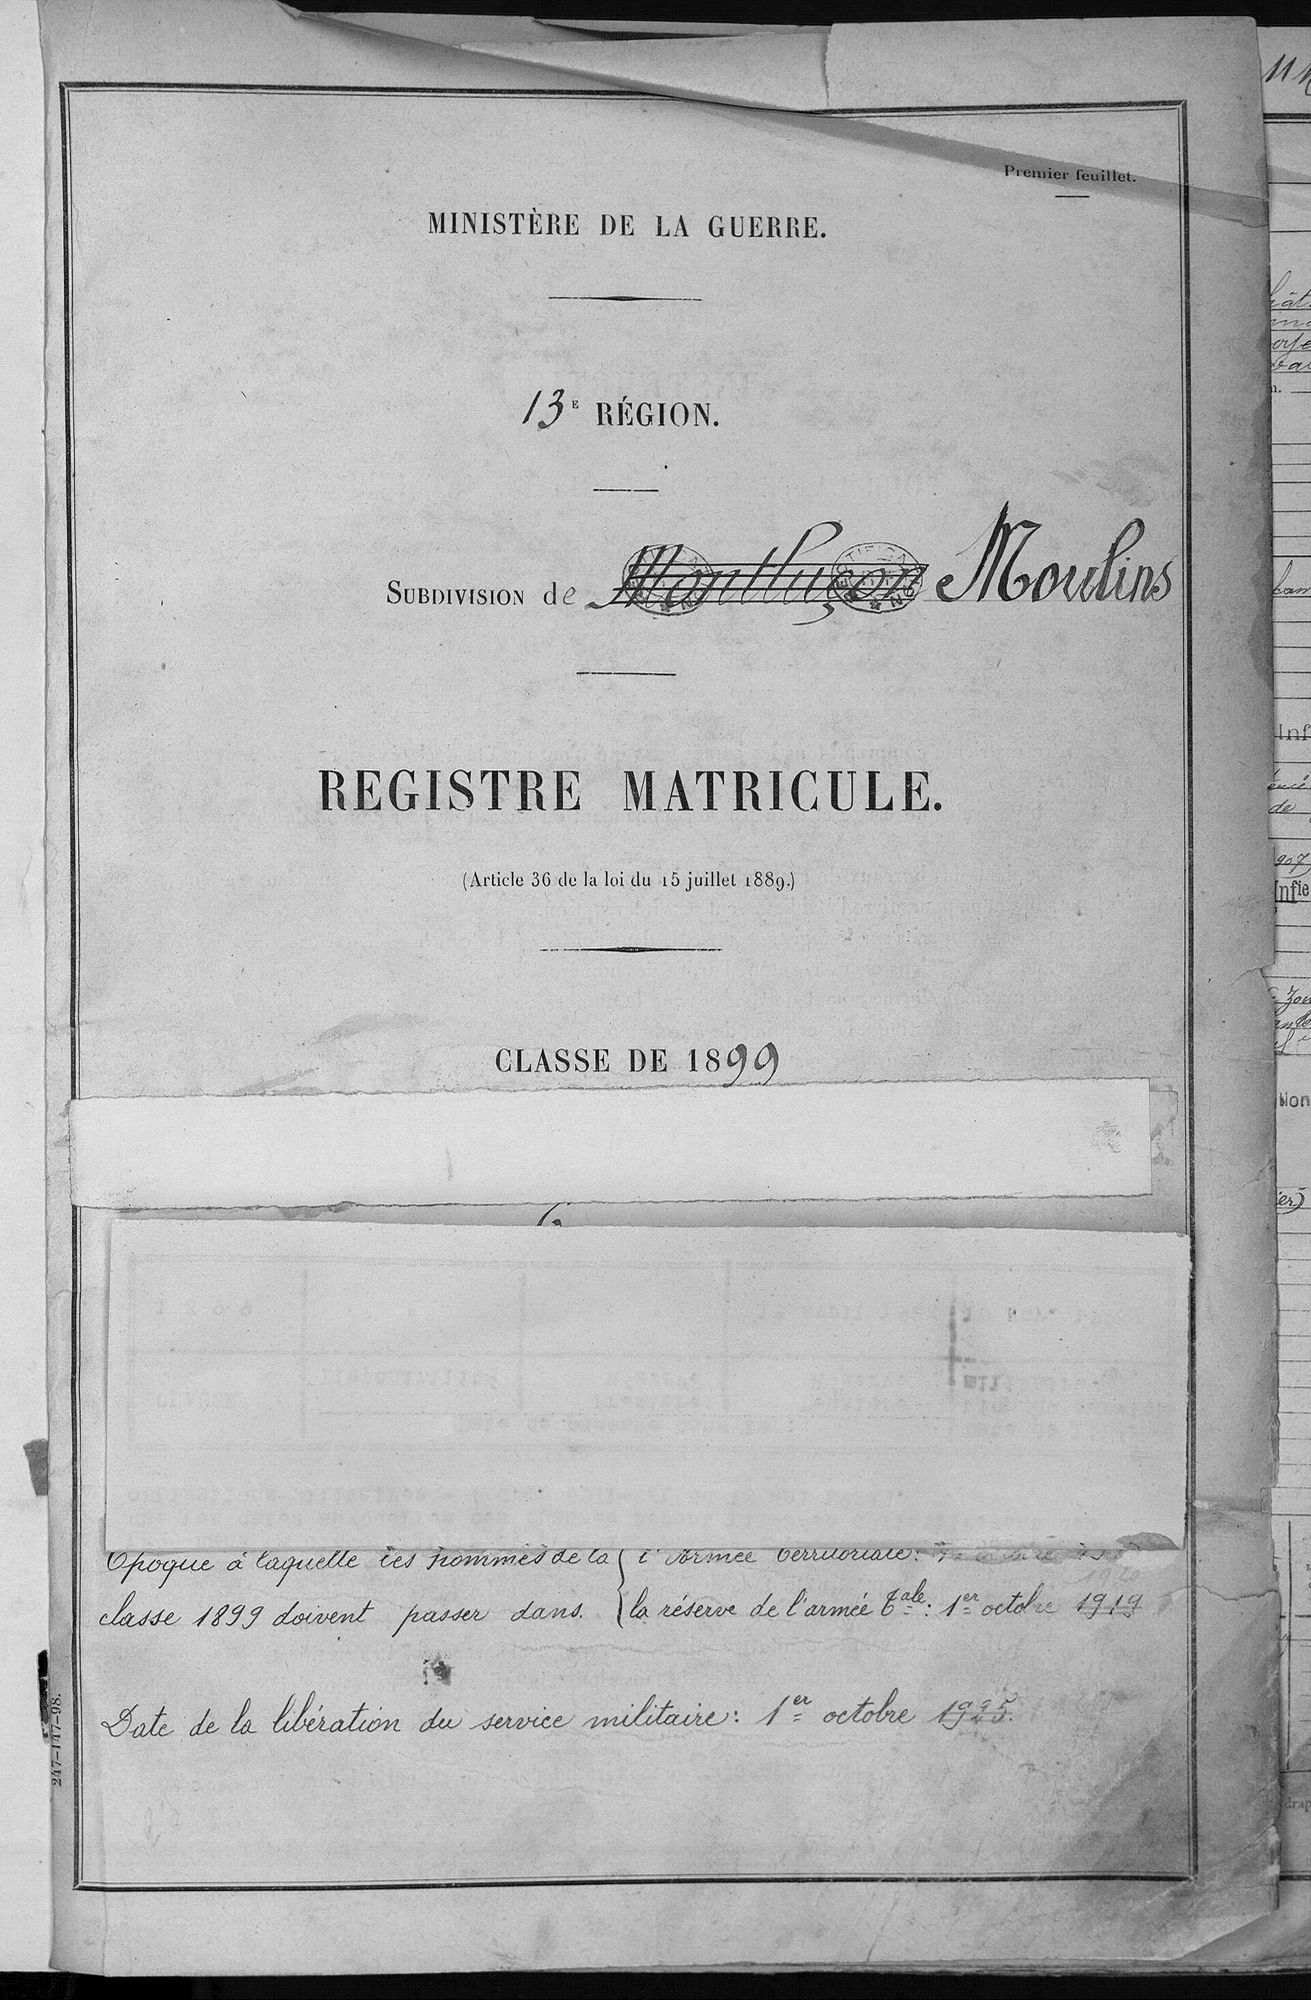 Premier feuillet.
MINISTÈRE DE LA GUERRE.
13E RÉGION.
SUBDIVISION de Montluçon Moulins
REGISTRE MATRICULE.
(Article 36 de la loi du 15 juillet 1889.)
CLASSE DE 1899
Epoque à laquelle les hommes de la { l'Armée territoriale:
classe 1899 doivent passer dans. { la réserve de l'armée tale: 1er octobre 1919
Date de la libération du service militaire: 1er octobre 1925.
247-147-98.